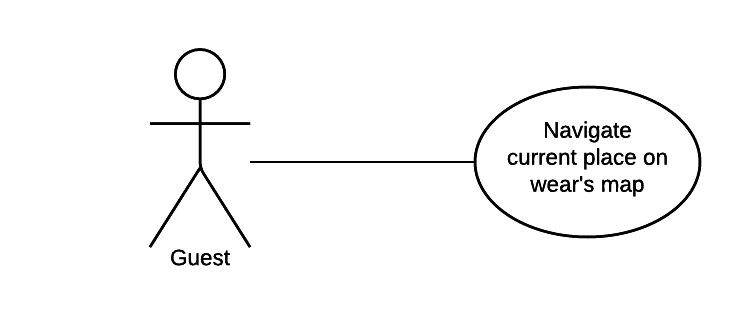 Navigate
current place on
wear's map
Guest